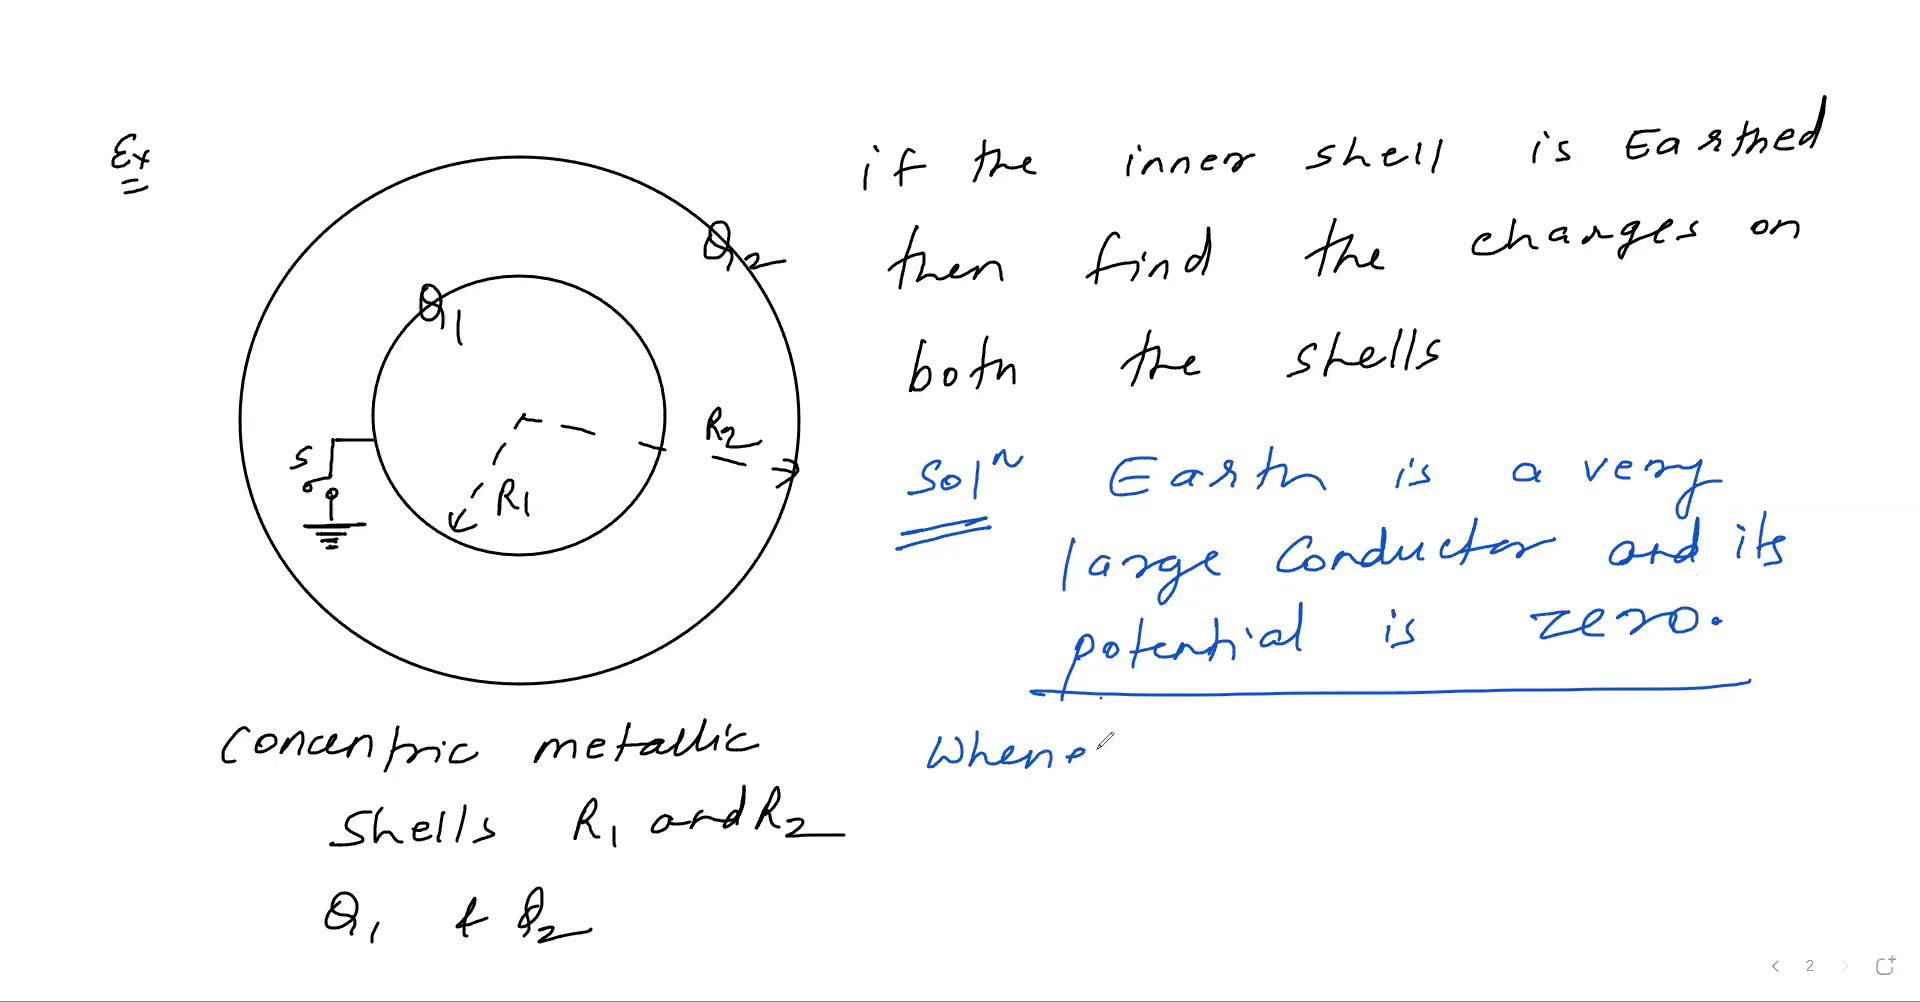 Ex
Q2
Q1
R2
S
R1
Concentric metallic
Shells R1 and R2
Q1 & Q2
if the inner shell is Earthed
then find the charges on
both the shells
Solⁿ Earth is a very
large Conductor and its
potential is zero.
Whene
2